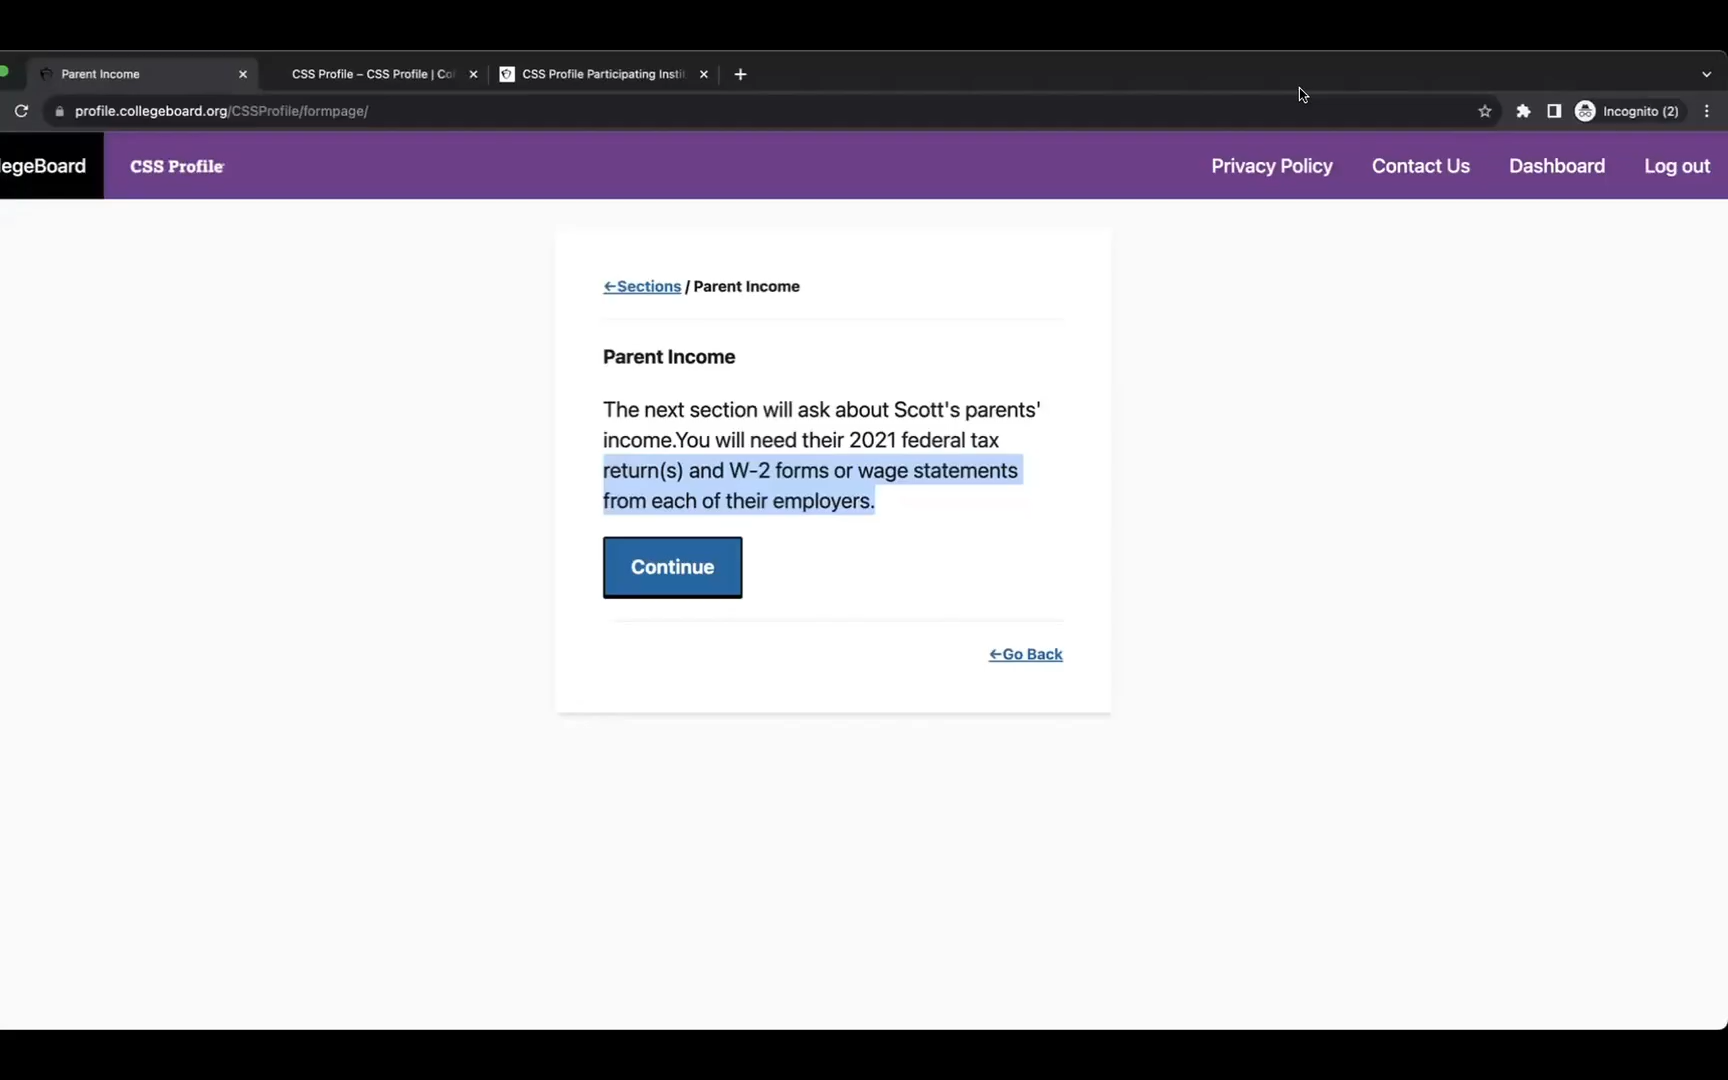 Parent Income
CSS Profile – CSS Profile | Co
CSS Profile Participating Insti
profile.collegeboard.org/CSSProfile/formpage/
Incognito (2)
legeBoard
CSS Profile
Privacy Policy
Contact Us
Dashboard
Log out
←Sections / Parent Income
Parent Income
The next section will ask about Scott's parents'
income.You will need their 2021 federal tax
return(s) and W-2 forms or wage statements
from each of their employers.
Continue
←Go Back